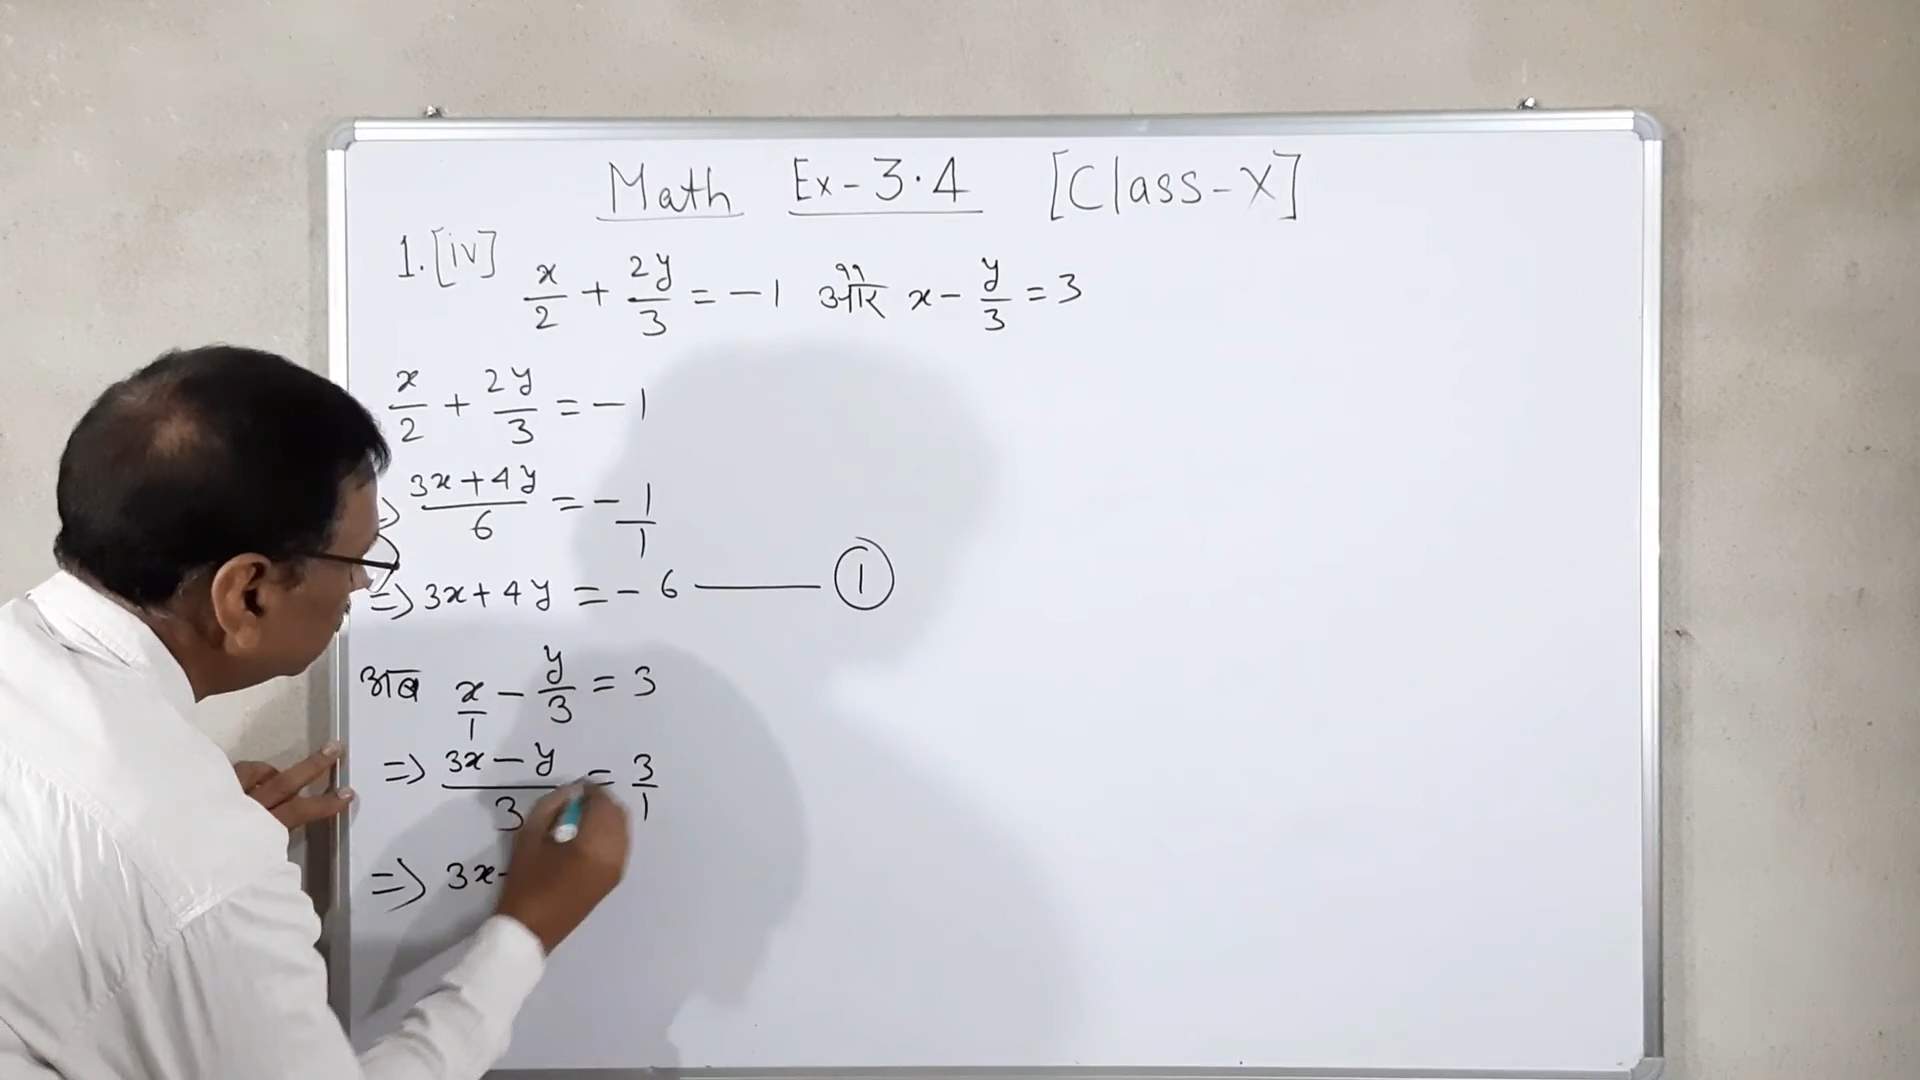 Math Ex-3.4 [Class-X]
1.[iv] x/2 + 2y/3 = -1 और x - y/3 = 3
x/2 + 2y/3 = -1
⇒ 3x+4y/6 = -1/1
⇒ 3x+4y = -6 ——— ①
अब x/1 - y/3 = 3
⇒ 3x-y/3 = 3/1
⇒ 3x-